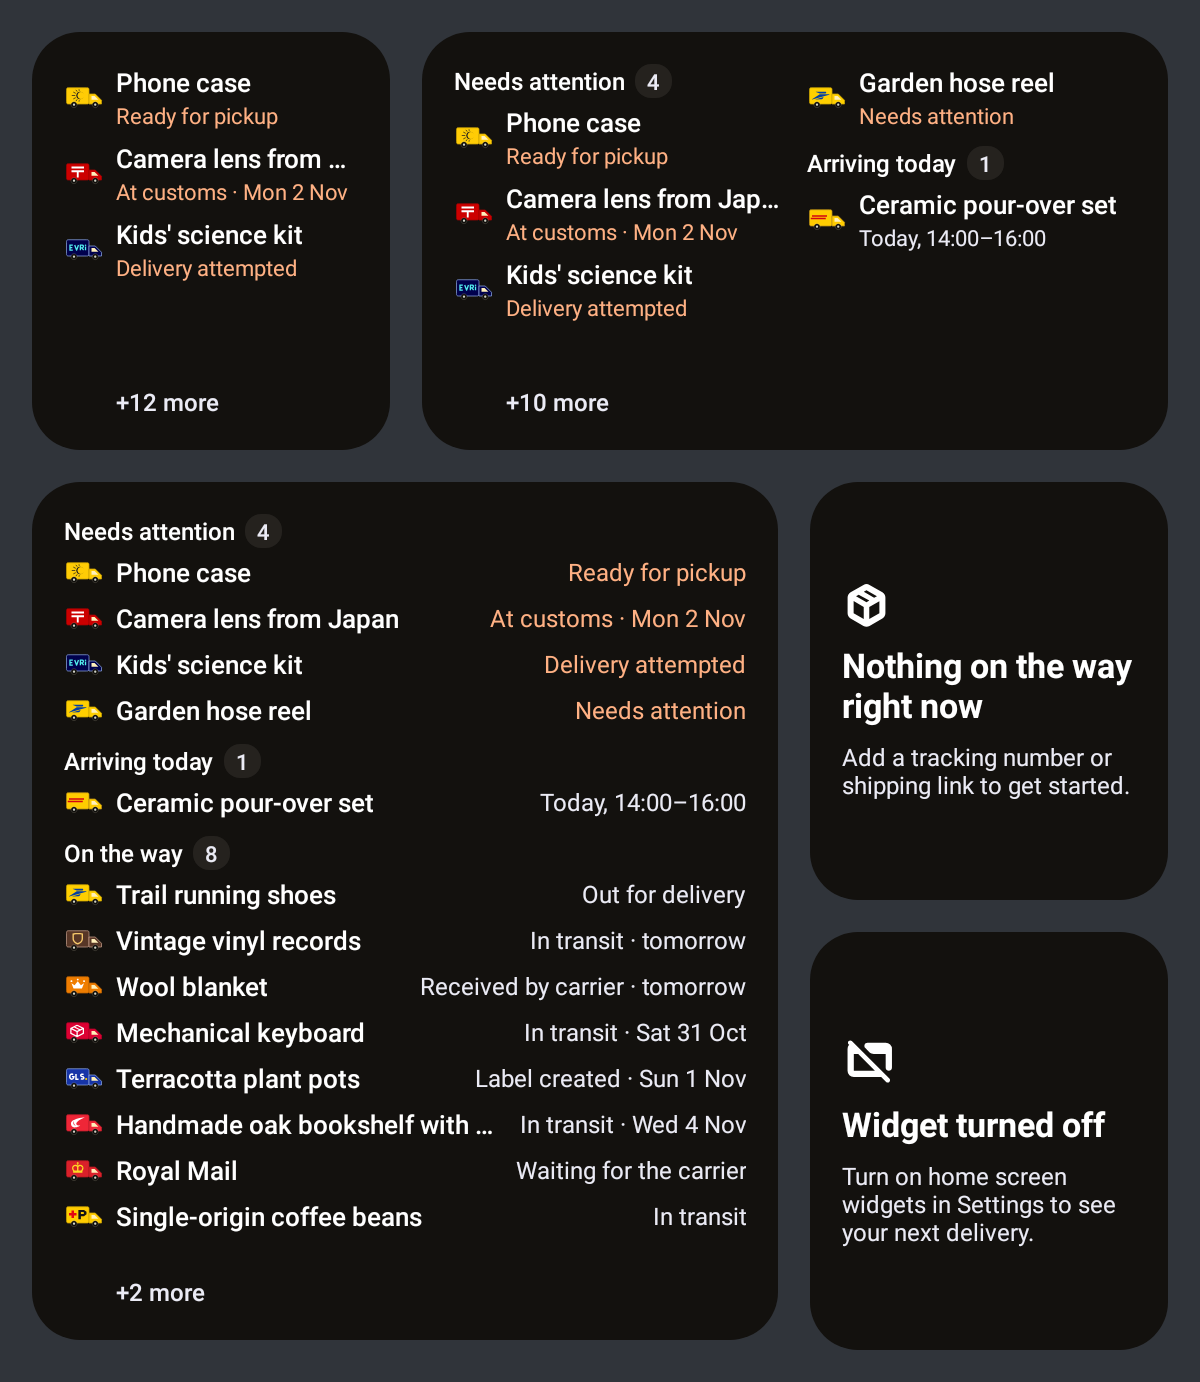 Phone case
Ready for pickup
Camera lens from ...
At customs · Mon 2 Nov
EVRi
Kids' science kit
Delivery attempted
+12 more
Needs attention 4
Phone case
Ready for pickup
Camera lens from Jap...
At customs · Mon 2 Nov
EVRi
Kids' science kit
Delivery attempted
+10 more
Garden hose reel
Needs attention
Arriving today 1
Ceramic pour-over set
Today, 14:00–16:00
Needs attention 4
Phone case Ready for pickup
Camera lens from Japan At customs · Mon 2 Nov
EVRi Kids' science kit Delivery attempted
Garden hose reel Needs attention
Arriving today 1
Ceramic pour-over set Today, 14:00–16:00
On the way 8
Trail running shoes Out for delivery
Vintage vinyl records In transit · tomorrow
Wool blanket Received by carrier · tomorrow
Mechanical keyboard In transit · Sat 31 Oct
GLS. Terracotta plant pots Label created · Sun 1 Nov
Handmade oak bookshelf with ... In transit · Wed 4 Nov
Royal Mail Waiting for the carrier
+P Single-origin coffee beans In transit
+2 more
Nothing on the way
right now
Add a tracking number or
shipping link to get started.
Widget turned off
Turn on home screen
widgets in Settings to see
your next delivery.